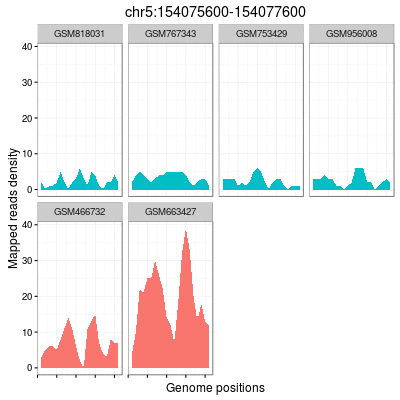 chr5:154075600-154077600
GSM818031 GSM767343 GSM753429 GSM956008
40
30
20
10
0
Mapped reads density
GSM466732 GSM663427
40
30
20
10
0
Genome positions